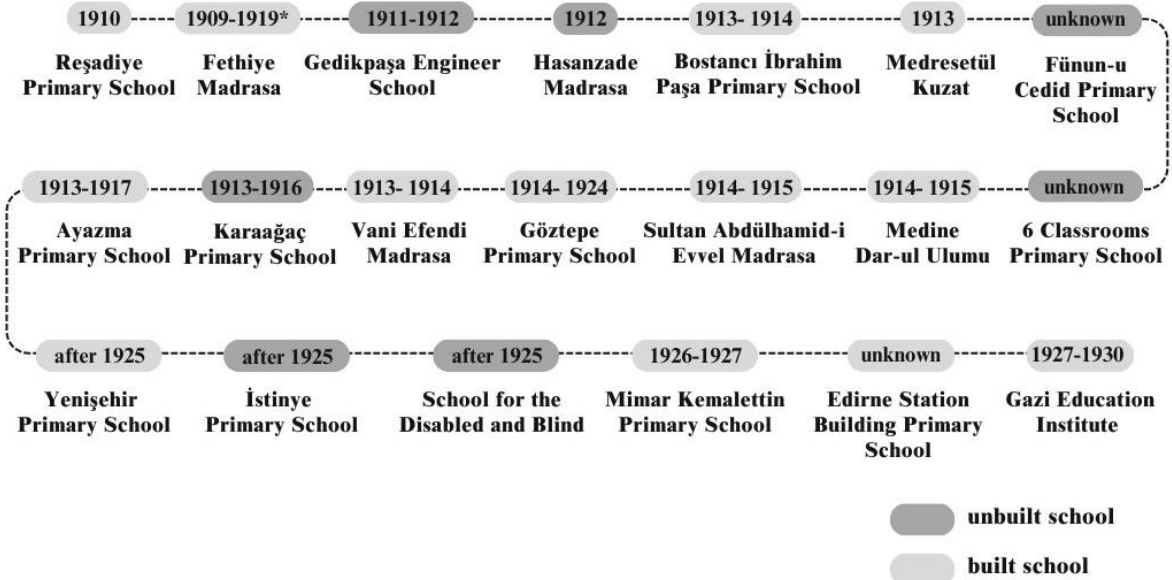 1910 1909-1919* 1911-1912 1912 1913- 1914 1913 unknown
Reşadiye
Primary School
Fethiye
Madrasa
Gedikpaşa Engineer
School
Hasanzade
Madrasa
Bostancı İbrahim
Paşa Primary School
Medresetül
Kuzat
Fünun-u
Cedid Primary
School
1913-1917 1913-1916 1913- 1914 1914- 1924 1914- 1915 1914- 1915 unknown
Ayazma
Primary School
Karaağaç
Primary School
Vani Efendi
Madrasa
Göztepe
Primary School
Sultan Abdülhamid-i
Evvel Madrasa
Medine
Dar-ul Ulumu
6 Classrooms
Primary School
after 1925 after 1925 after 1925 1926-1927 unknown 1927-1930
Yenişehir
Primary School
İstinye
Primary School
School for the
Disabled and Blind
Mimar Kemalettin
Primary School
Edirne Station
Building Primary
School
Gazi Education
Institute
unbuilt school
built school